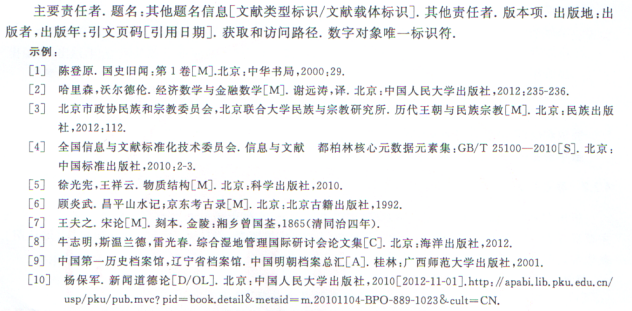 主要责任者. 题名:其他题名信息[文献类型标识/文献载体标识]. 其他责任者. 版本项. 出版地:出
版者,出版年:引文页码[引用日期]. 获取和访问路径. 数字对象唯一标识符.
示例:
[1] 陈登原. 国史旧闻:第1卷[M].北京:中华书局,2000:29.
[2] 哈里森,沃尔德伦. 经济数学与金融数学[M]. 谢远涛,译. 北京:中国人民大学出版社,2012:235-236.
[3] 北京市政协民族和宗教委员会,北京联合大学民族与宗教研究所. 历代王朝与民族宗教[M]. 北京:民族出版
社,2012:112.
[4] 全国信息与文献标准化技术委员会. 信息与文献 都柏林核心元数据元素集:GB/T 25100—2010[S]. 北京:
中国标准出版社,2010:2-3.
[5] 徐光宪,王祥云. 物质结构[M]. 北京:科学出版社,2010.
[6] 顾炎武. 昌平山水记;京东考古录[M]. 北京:北京古籍出版社,1992.
[7] 王夫之. 宋论[M]. 刻本. 金陵:湘乡曾国荃,1865(清同治四年).
[8] 牛志明,斯温兰德,雷光春. 综合湿地管理国际研讨会论文集[C]. 北京:海洋出版社,2012.
[9] 中国第一历史档案馆,辽宁省档案馆. 中国明朝档案总汇[A]. 桂林:广西师范大学出版社,2001.
[10] 杨保军. 新闻道德论[D/OL]. 北京:中国人民大学出版社,2010[2012-11-01].http://apabi.lib.pku.edu.cn/
usp/pku/pub.mvc? pid=book.detail&metaid=m.20101104-BPO-889-1023&cult=CN.